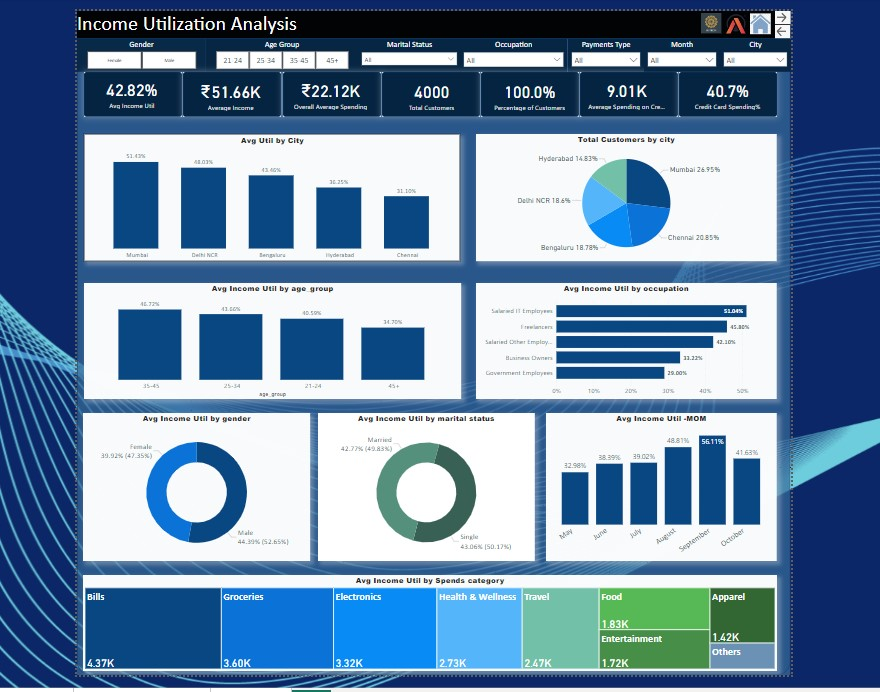 Income Utilization Analysis
Gender Age Group Marital Status Occupation Payments Type Month City
Female Male 21-24 25-34 35-45 45+ All All All All All
42.82% ₹51.66K ₹22.12K 4000 100.0% 9.01K 40.7%
Avg Income Util Average Income Overall Average Spending Total Customers Percentage of Customers Average Spending on Cre... Credit Card Spending%
Avg Util by City
51.43%
48.03%
43.46%
36.25%
31.10%
Mumbai Delhi NCR Bengaluru Hyderabad Chennai
Total Customers by city
Hyderabad 14.83%
Mumbai 26.95%
Delhi NCR 18.6%
Chennai 20.85%
Bengaluru 18.78%
Avg Income Util by age_group
46.72%
43.66%
40.59%
34.70%
35-45 25-34 21-24 45+
age_group
Avg Income Util by occupation
Salaried IT Employees 51.04%
Freelancers 45.80%
Salaried Other Employ... 42.10%
Business Owners 33.22%
Government Employees 29.00%
0% 10% 20% 30% 40% 50%
Avg Income Util by gender
Female
39.92% (47.35%)
Male
44.39% (52.65%)
Avg Income Util by marital status
Married
42.77% (49.83%)
Single
43.06% (50.17%)
Avg Income Util -MOM
32.98%
38.39%
39.02%
48.81%
56.11%
41.63%
May June July August September October
Avg Income Util by Spends category
Bills
4.37K
Groceries
3.60K
Electronics
3.32K
Health & Wellness
2.73K
Travel
2.47K
Food
1.83K
Entertainment
1.72K
Apparel
1.42K
Others